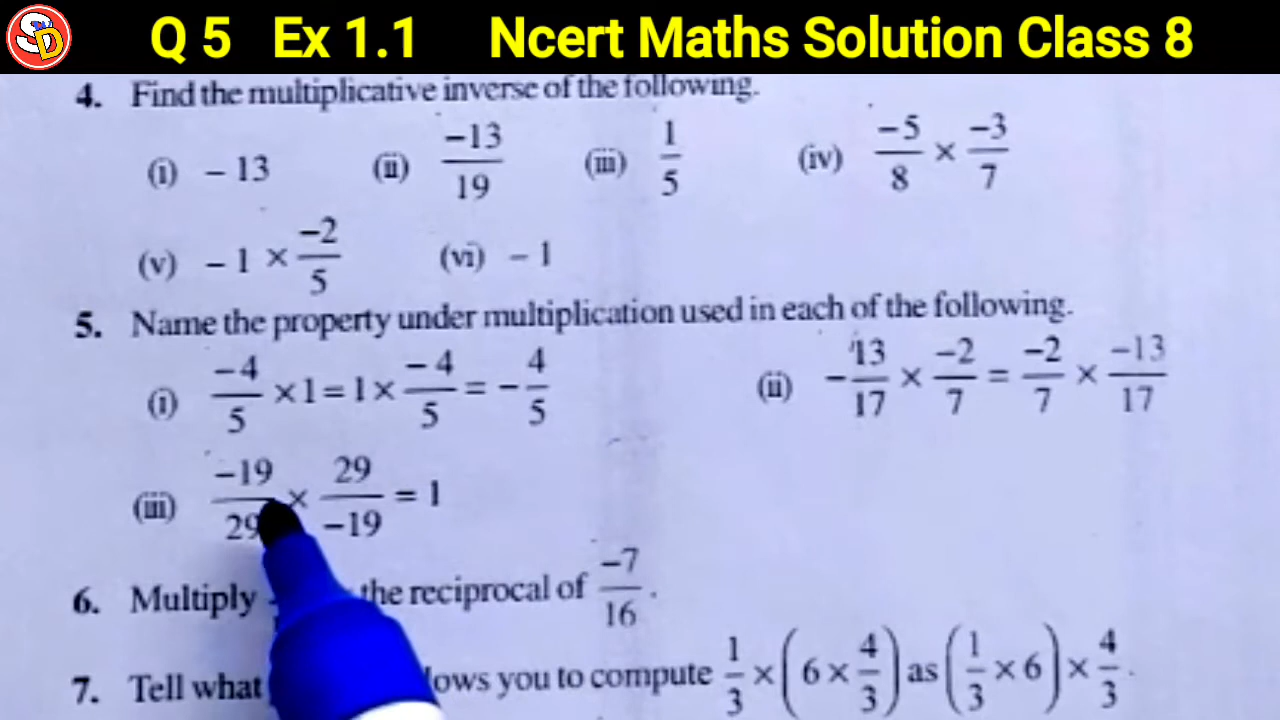 SD Q 5 Ex 1.1 Ncert Maths Solution Class 8
4. Find the multiplicative inverse of the following.
(i) – 13 (ii) −13/19 (iii) 1/5 (iv) −5/8 × −3/7
(v) – 1 × −2/5 (vi) – 1
5. Name the property under multiplication used in each of the following.
(i) −4/5 × 1 = 1 × −4/5 = −4/5 (ii) −13/17 × −2/7 = −2/7 × −13/17
(iii) −19/29 × 29/−19 = 1
6. Multiply the reciprocal of −7/16.
7. Tell what you to compute 1/3 × (6 × 4/3) as (1/3 × 6) × 4/3.